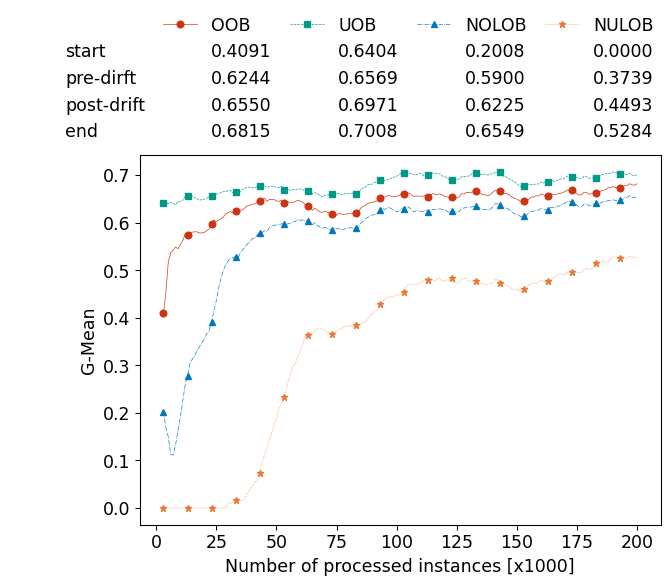 OOB UOB NOLOB NULOB
start 0.4091 0.6404 0.2008 0.0000
pre-dirft 0.6244 0.6569 0.5900 0.3739
post-drift 0.6550 0.6971 0.6225 0.4493
end 0.6815 0.7008 0.6549 0.5284
0.7
0.6
0.5
0.4
0.3
0.2
0.1
0.0
G-Mean
0 25 50 75 100 125 150 175 200
Number of processed instances [x1000]